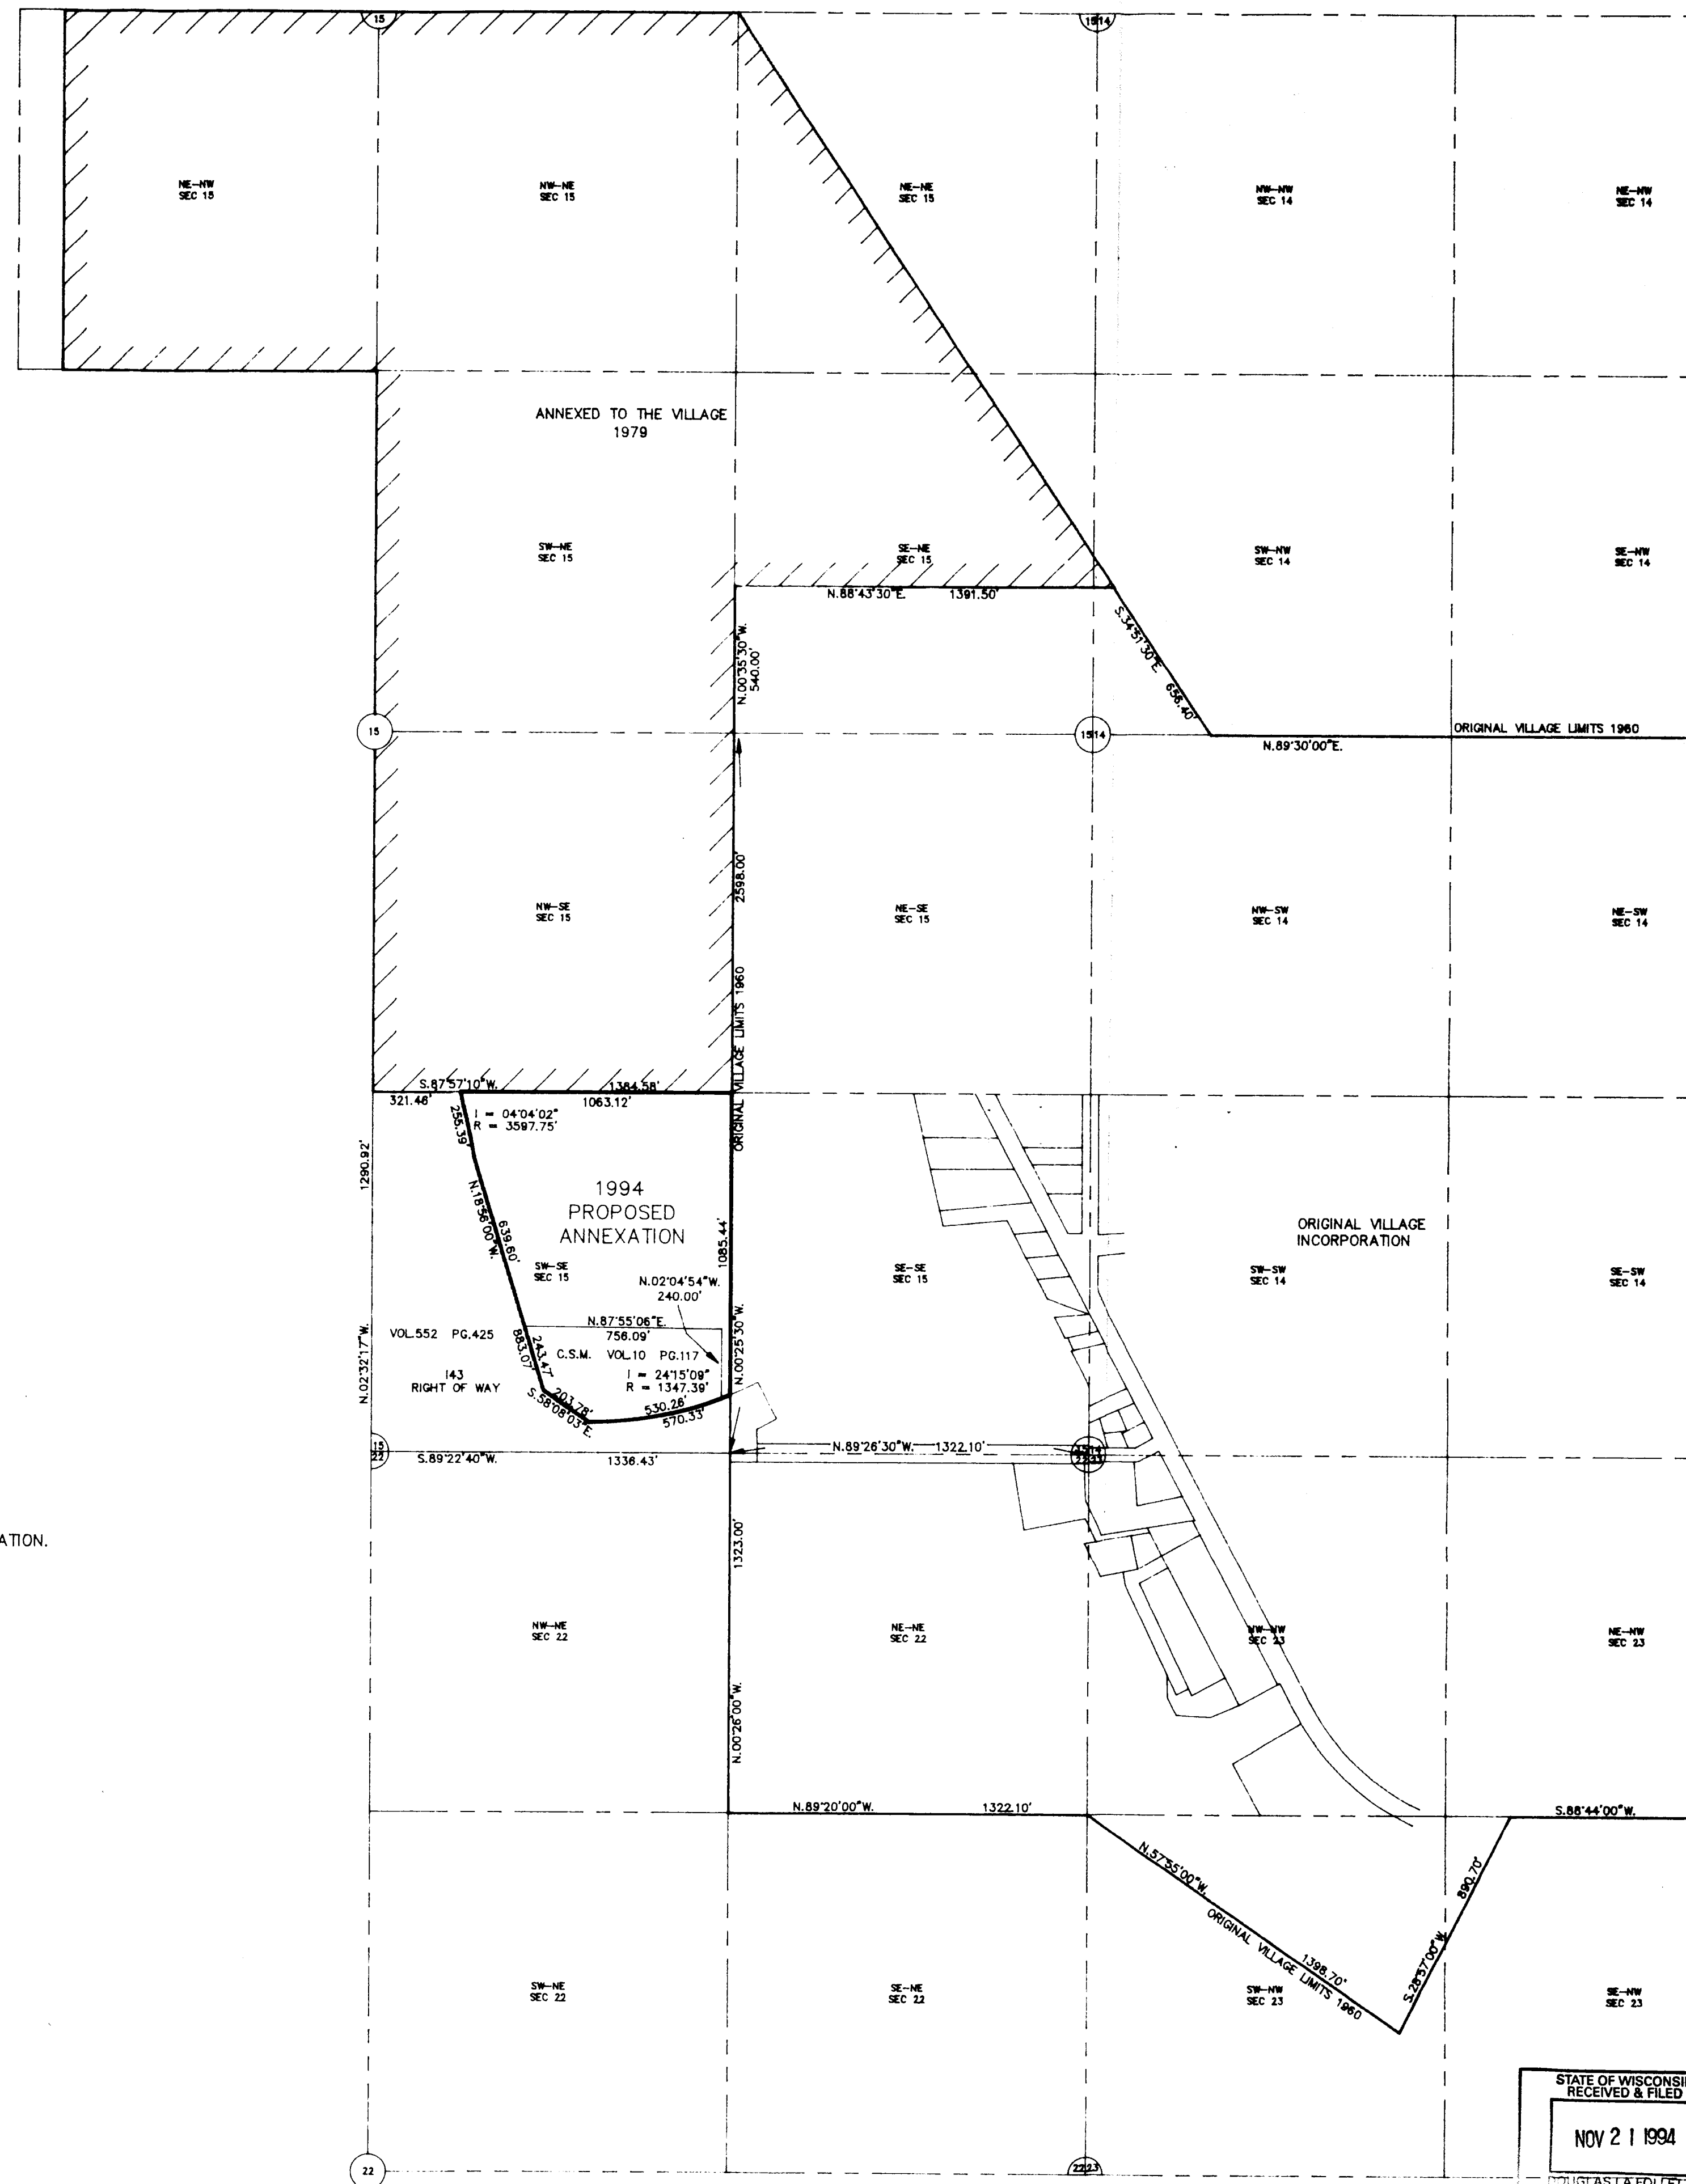 15
1514
NE-NW
SEC 15
NW-NE
SEC 15
NE-NE
SEC 15
NW-NW
SEC 14
NE-NW
SEC 14
ANNEXED TO THE VILLAGE
1979
SW-NE
SEC 15
SE-NE
SEC 15
SW-NW
SEC 14
SE-NW
SEC 14
N.88°43'30"E. 1391.50'
N.00°35'30"W.
540.00'
S.34°51'30"E. 656.40'
15
1514
ORIGINAL VILLAGE LIMITS 1960
N.89°30'00"E.
2598.00'
NW-SE
SEC 15
NE-SE
SEC 15
NW-SW
SEC 14
NE-SW
SEC 14
ORIGINAL VILLAGE LIMITS 1960
S.87°57'10"W. 1384.58'
321.46' 1063.12'
255.39'
I = 04°04'02"
R = 3597.75'
1290.92'
1994
PROPOSED
ANNEXATION
N.18°56'00"W.
639.60'
1085.44'
ORIGINAL VILLAGE
INCORPORATION
SW-SE
SEC 15
SE-SE
SEC 15
SW-SW
SEC 14
SE-SW
SEC 14
N.02°04'54"W.
240.00'
N.87°55'06"E.
756.09'
N.00°25'30"W.
N.02°32'17"W.
VOL.552 PG.425
883.07'
243.47'
C.S.M. VOL.10 PG.117
143
RIGHT OF WAY
I = 24°15'09"
R = 1347.39'
203.78'
S.58°08'03"E.
530.26'
570.33'
15
22
N.89°26'30"W. 1322.10'
1514
2223
S.89°22'40"W. 1336.43'
ATION.
1323.00'
NW-NE
SEC 22
NE-NE
SEC 22
NW-NW
SEC 23
NE-NW
SEC 23
N.00°26'00"W.
N.89°20'00"W. 1322.10'
S.88°44'00"W.
N.57°55'00"W.
1398.70'
ORIGINAL VILLAGE LIMITS 1960
890.70'
S.28°57'00"W.
SW-NE
SEC 22
SE-NE
SEC 22
SW-NW
SEC 23
SE-NW
SEC 23
STATE OF WISCONSI
RECEIVED & FILED
NOV 21 1994
DOUGLAS LA FOLLET
22
2223